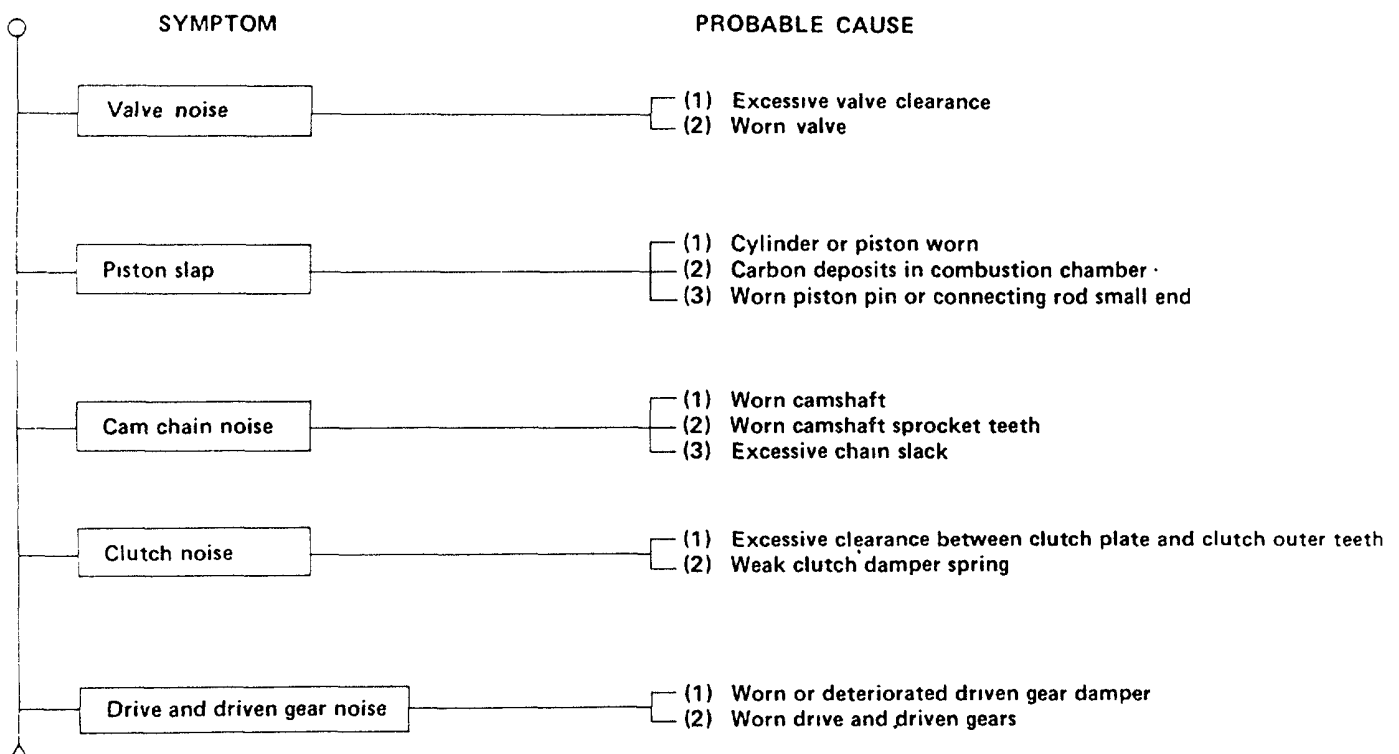 SYMPTOM PROBABLE CAUSE
Valve noise
(1) Excessive valve clearance
(2) Worn valve
Piston slap
(1) Cylinder or piston worn
(2) Carbon deposits in combustion chamber
(3) Worn piston pin or connecting rod small end
Cam chain noise
(1) Worn camshaft
(2) Worn camshaft sprocket teeth
(3) Excessive chain slack
Clutch noise
(1) Excessive clearance between clutch plate and clutch outer teeth
(2) Weak clutch damper spring
Drive and driven gear noise
(1) Worn or deteriorated driven gear damper
(2) Worn drive and driven gears